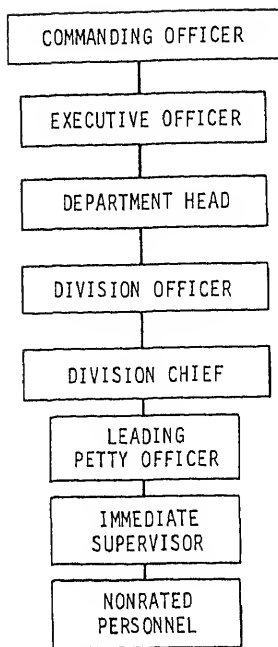 COMMANDING OFFICER
EXECUTIVE OFFICER
DEPARTMENT HEAD
DIVISION OFFICER
DIVISION CHIEF
LEADING
PETTY OFFICER
IMMEDIATE
SUPERVISOR
NONRATED
PERSONNEL